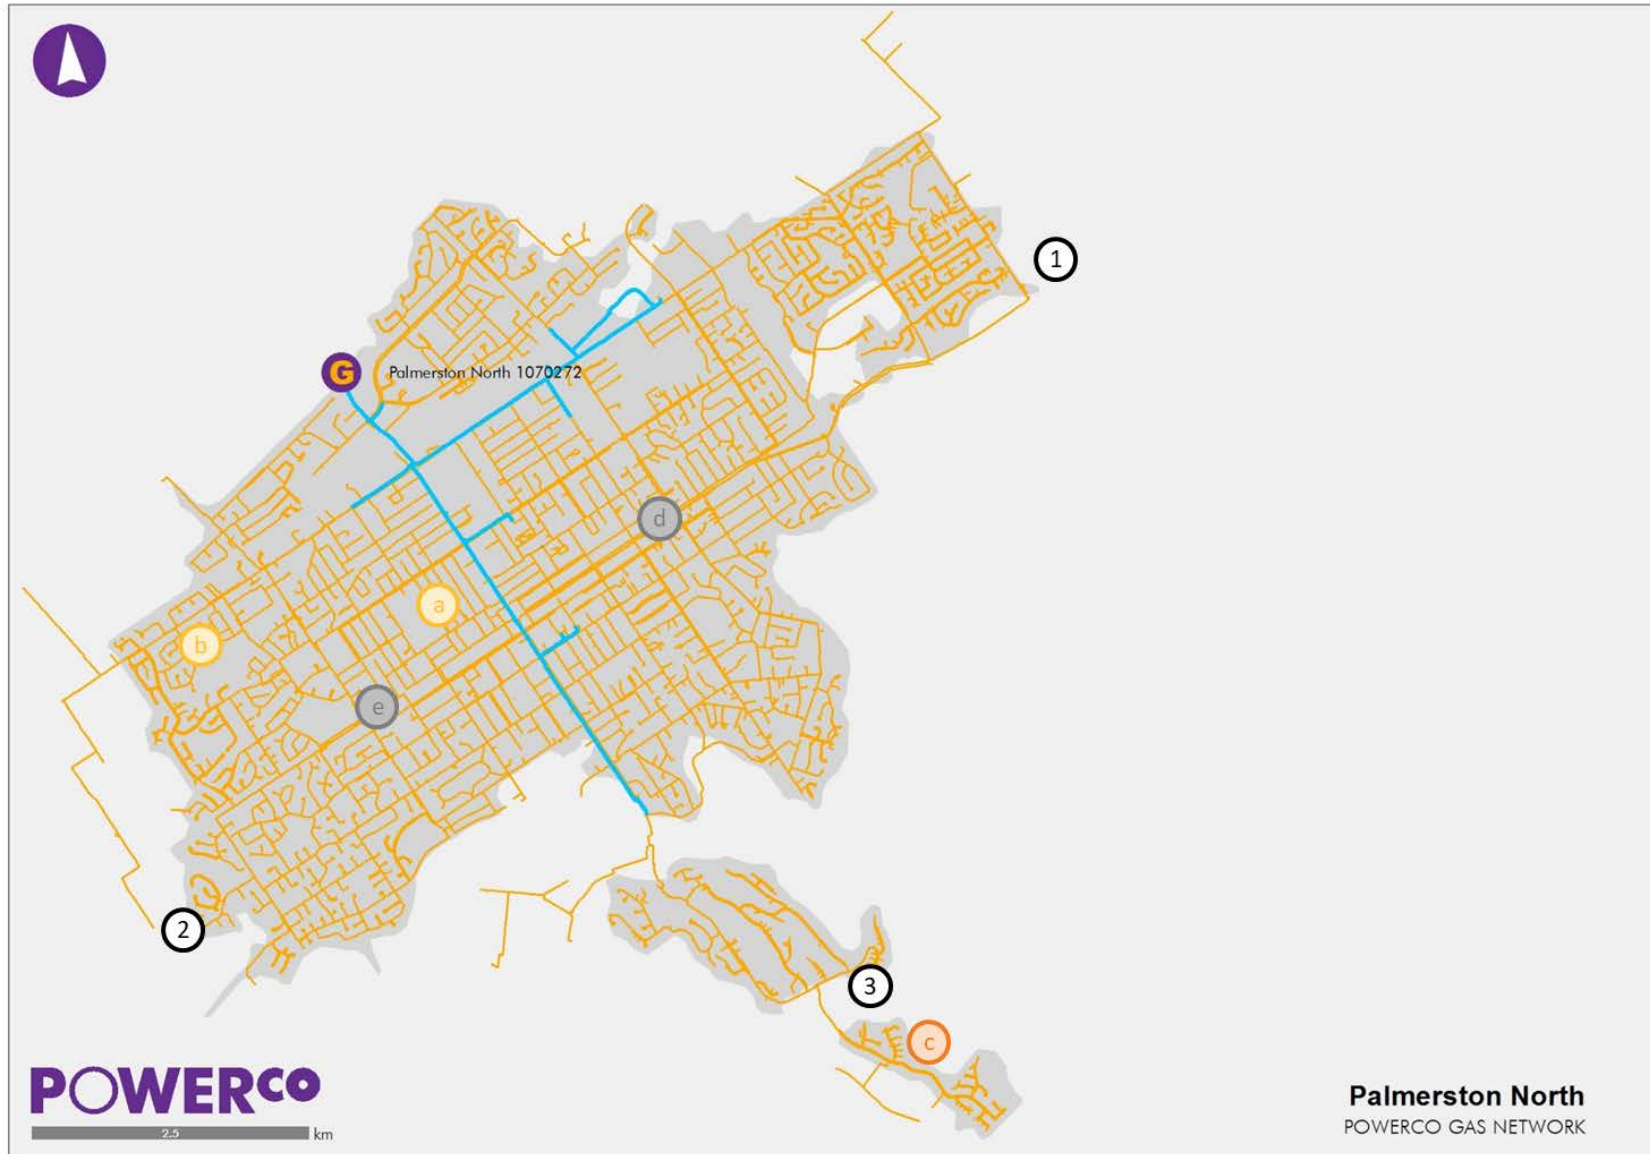 1
G Palmerston North 1070272
d
a
b
e
2
3
c
POWERCO
2.5 km
Palmerston North
POWERCO GAS NETWORK